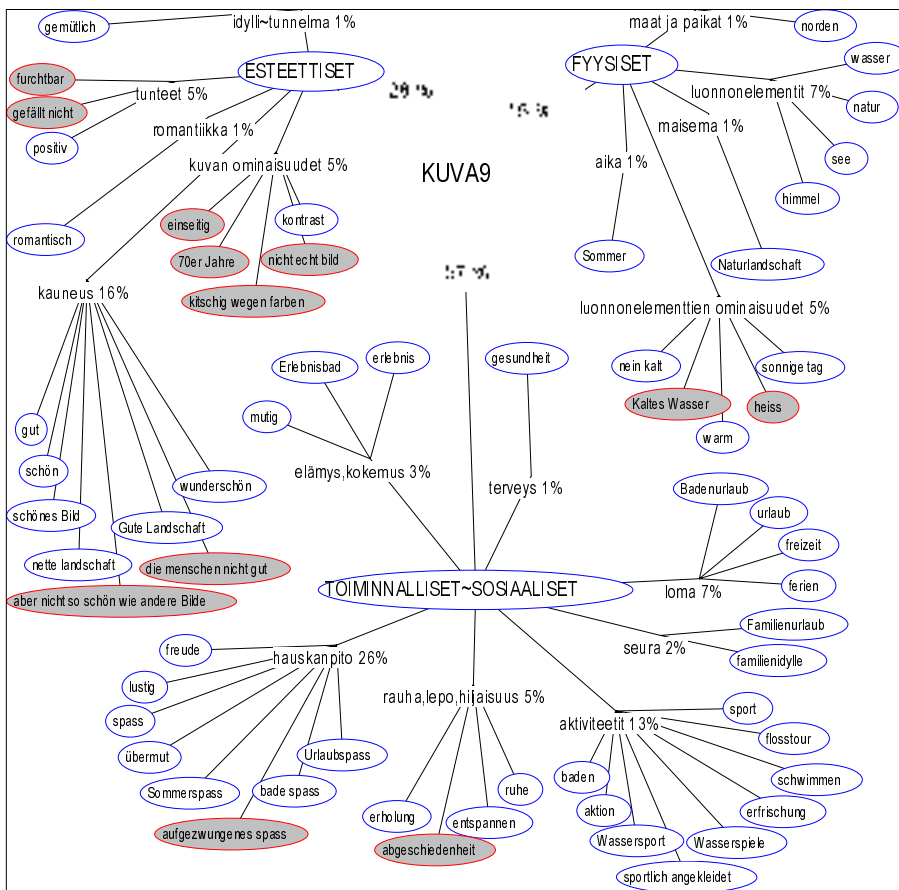 idylli~tunnelma 1%
maat ja paikat 1%
gemütlich
norden
ESTEETTISET
FYYSISET
wasser
furchtbar
tunteet 5%
luonnonelementit 7%
gefällt nicht
natur
romantiikka 1%
maisema 1%
positiv
kuvan ominaisuudet 5%
aika 1%
see
KUVA9
himmel
einseitig
kontrast
romantisch
70er Jahre
nicht echt bild
Sommer
Naturlandschaft
57 %
kauneus 16%
kitschig wegen farben
luonnonelementtien ominaisuudet 5%
Erlebnisbad
erlebnis
gesundheit
nein kalt
sonnige tag
Kaltes Wasser
heiss
mutig
gut
warm
elämys,kokemus 3%
schön
terveys 1%
wunderschön
Badenurlaub
schönes Bild
Gute Landschaft
urlaub
freizeit
nette landschaft
die menschen nicht gut
TOIMINNALLISET~SOSIAALISET
loma 7%
ferien
aber nicht so schön wie andere Bilde
Familienurlaub
freude
hauskanpito 26%
seura 2%
familienidylle
lustig
rauha,lepo,hiljaisuus 5%
sport
spass
aktiviteetit 13%
flosstour
übermut
Urlaubspass
baden
schwimmen
Sommerspass
bade spass
ruhe
aktion
erfrischung
erholung
entspannen
aufgezwungenes spass
abgeschiedenheit
Wassersport
Wasserspiele
sportlich angekleidet